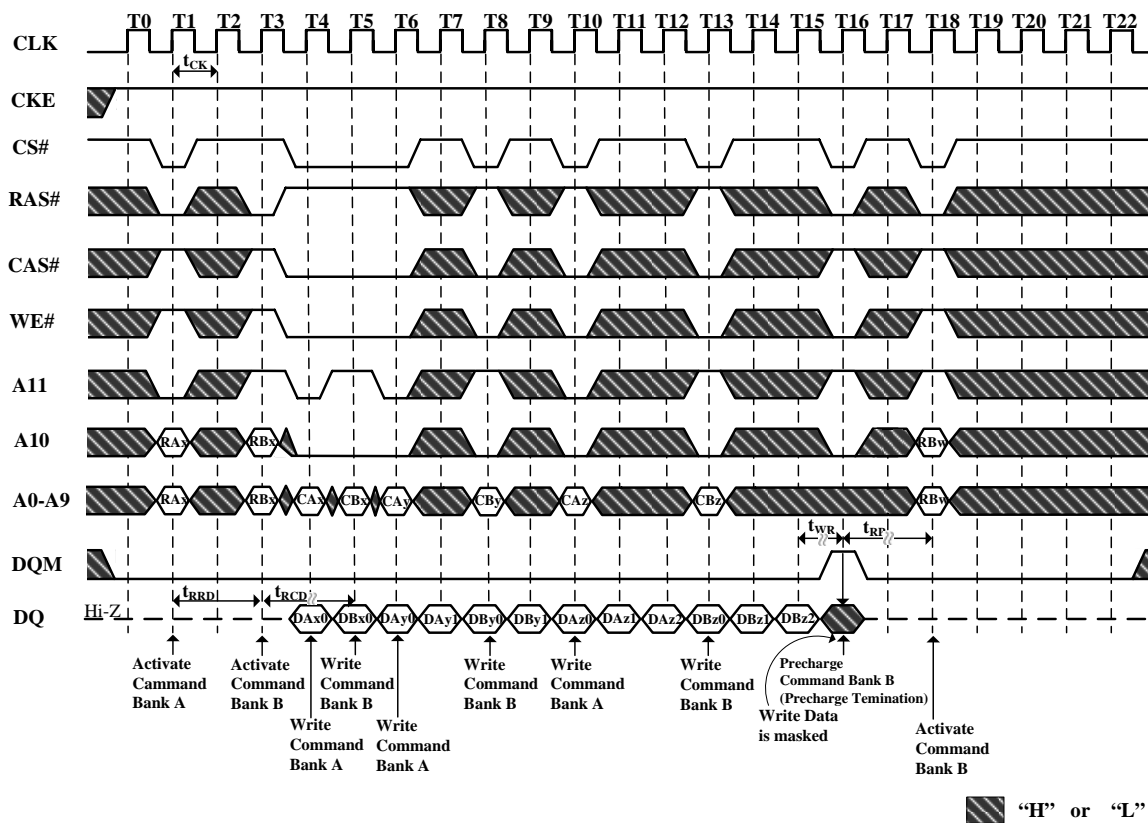 T0 T1 T2 T3 T4 T5 T6 T7 T8 T9 T10 T11 T12 T13 T14 T15 T16 T17 T18 T19 T20 T21 T22
CLK
tCK
CKE
CS#
RAS#
CAS#
WE#
A11
A10 RAx RBx RBw
A0-A9 RAx RBx CAx CBx CAy CBy CAz CBz RBw
tWR tRP
DQM
tRRD tRCD
Hi-Z
DQ DAx0 DBx0 DAy0 DAy1 DBy0 DBy1 DAz0 DAz1 DAz2 DBz0 DBz1 DBz2
Activate
Cammand
Bank A
Activate
Command
Bank B
Write
Command
Bank B
Write
Command
Bank B
Write
Command
Bank A
Write
Command
Bank B
Precharge
Command Bank B
(Precharge Temination)
Write Data
is masked
Write
Command
Bank A
Write
Command
Bank A
Activate
Command
Bank B
“H” or “L”